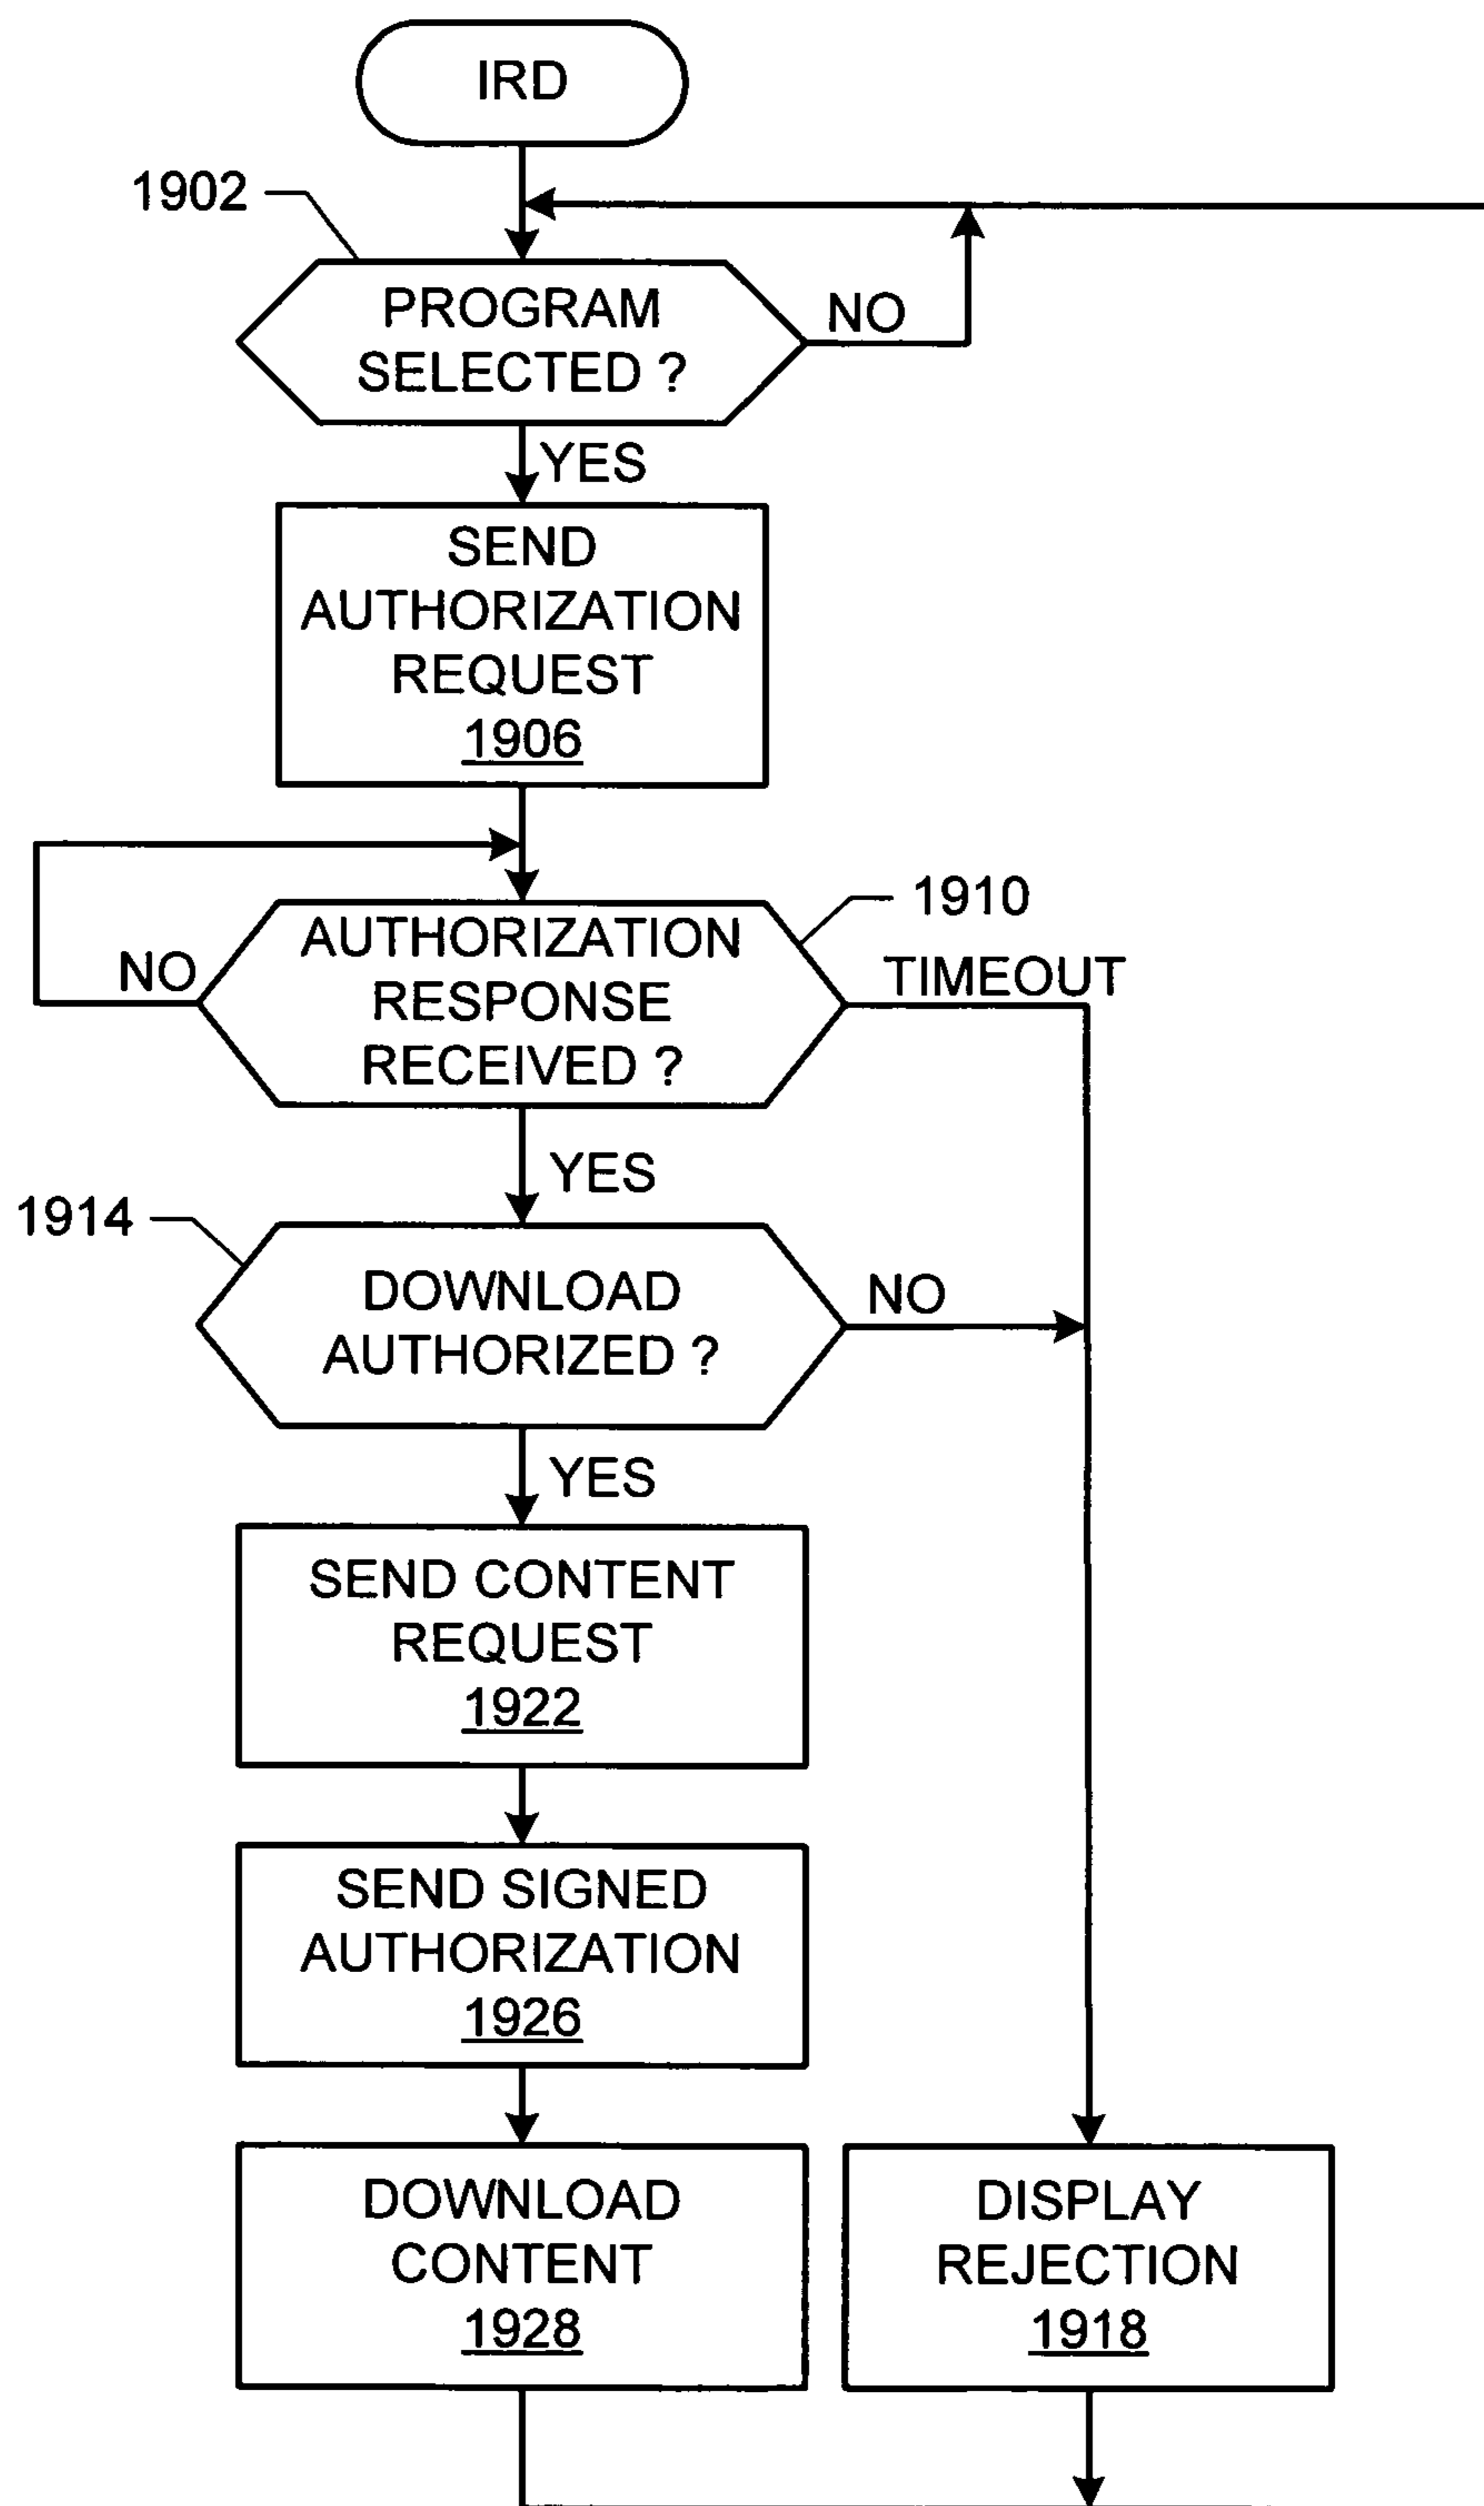 IRD
1902
PROGRAM
SELECTED ?
NO
YES
SEND
AUTHORIZATION
REQUEST
1906
1910
AUTHORIZATION
RESPONSE
RECEIVED ?
NO
TIMEOUT
YES
1914
DOWNLOAD
AUTHORIZED ?
NO
YES
SEND CONTENT
REQUEST
1922
SEND SIGNED
AUTHORIZATION
1926
DOWNLOAD
CONTENT
1928
DISPLAY
REJECTION
1918